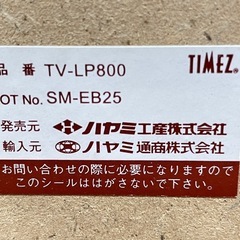 TIMEZ
品 番 TV-LP800
OT No. SM-EB25
発売元 ハヤミ工産株式会社
輸入元 ハヤミ通商株式会社
お問い合わせの際に必要になりますので
このシールははがさないで下さい。